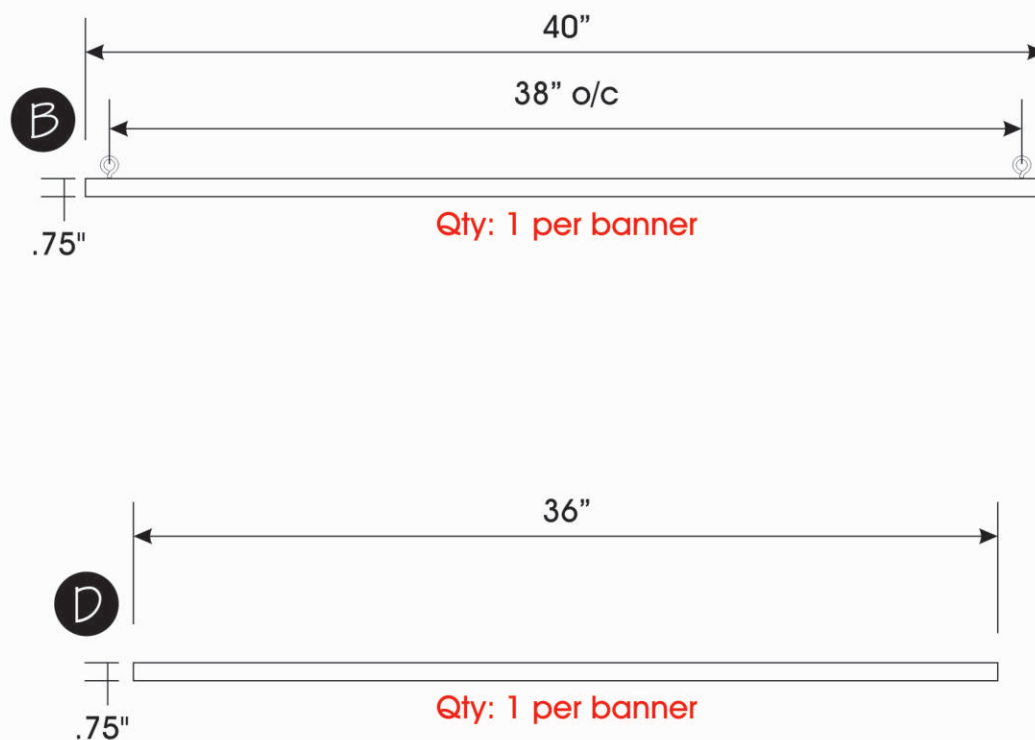 40”
38” o/c
B
.75"
Qty: 1 per banner
36”
D
.75"
Qty: 1 per banner